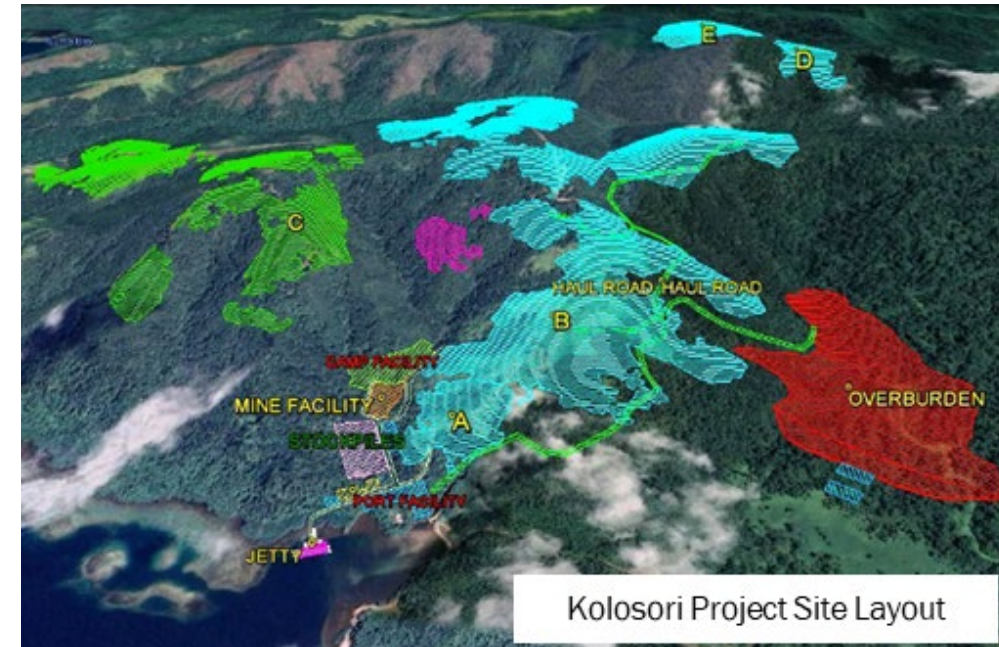 E
D
C
HAUL ROAD HAUL ROAD
B
CAMP FACILITY
MINE FACILITY
OVERBURDEN
A
STOCKPILES
PORT FACILITY
JETTY
Kolosori Project Site Layout